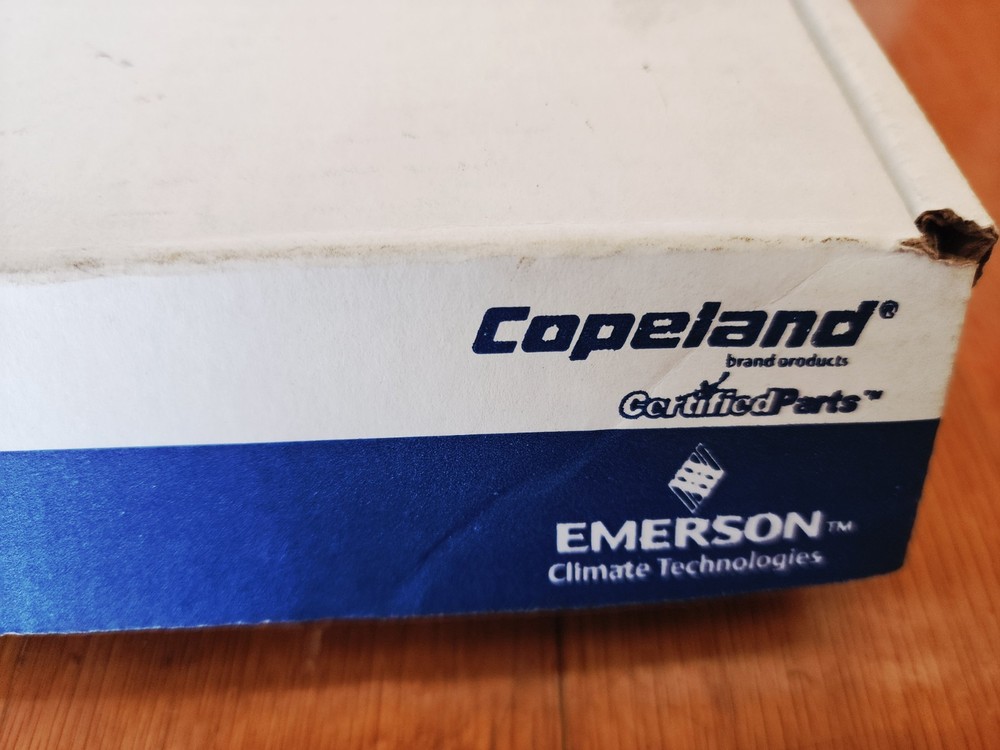 Copeland®
brand products
CertifiedParts™
EMERSON™
Climate Technologies